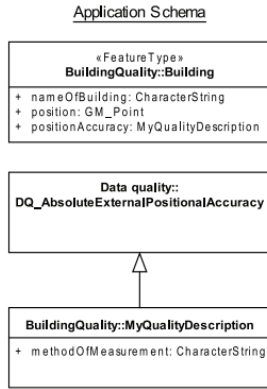 Application Schema
«FeatureType»
BuildingQuality::Building
+ nameOfBuilding: CharacterString
+ position: GM_Point
+ positionAccuracy: MyQualityDescription
Data quality::
DQ_AbsoluteExternalPositionalAccuracy
BuildingQuality::MyQualityDescription
+ methodOfMeasurement: CharacterString